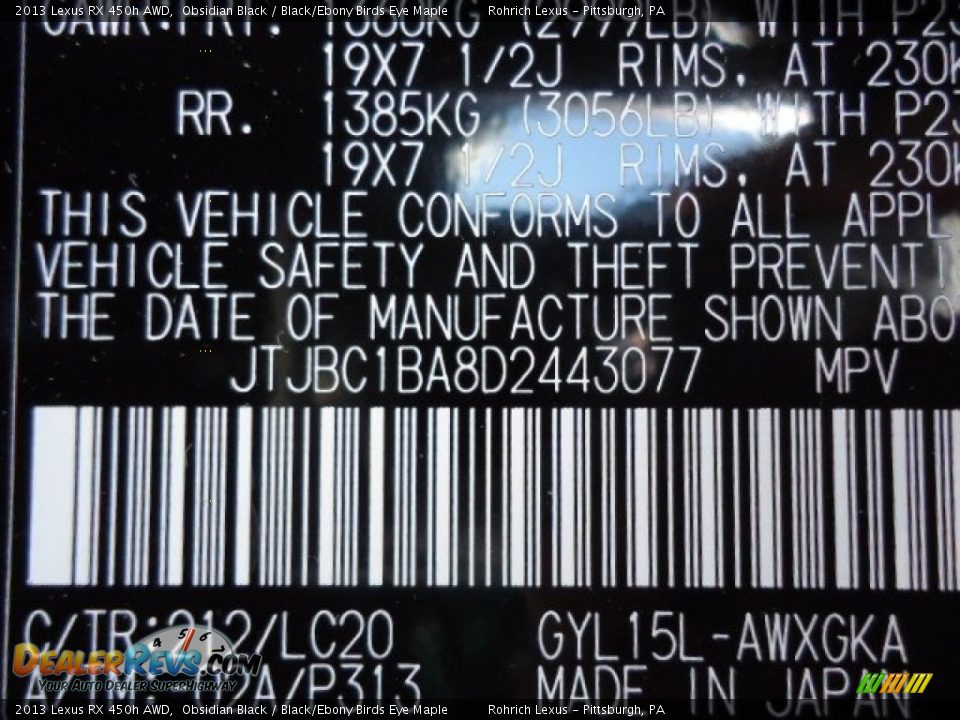 2013 Lexus RX 450h AWD, Obsidian Black / Black/Ebony Birds Eye Maple Rohrich Lexus - Pittsburgh, PA
19X7 1/2J RIMS, AT 230K
RR. 1385KG (3056LB) WITH P23
19X7 1/2J RIMS, AT 230K
THIS VEHICLE CONFORMS TO ALL APPL
VEHICLE SAFETY AND THEFT PREVENTI
THE DATE OF MANUFACTURE SHOWN ABO
JTJBC1BA8D2443077 MPV
C/TR:212/LC20 GYL15L-AWXGKA
MADE IN JAPAN
DEALERREVS.COM
YOUR AUTO DEALER SUPERHIGHWAY
2013 Lexus RX 450h AWD, Obsidian Black / Black/Ebony Birds Eye Maple Rohrich Lexus - Pittsburgh, PA